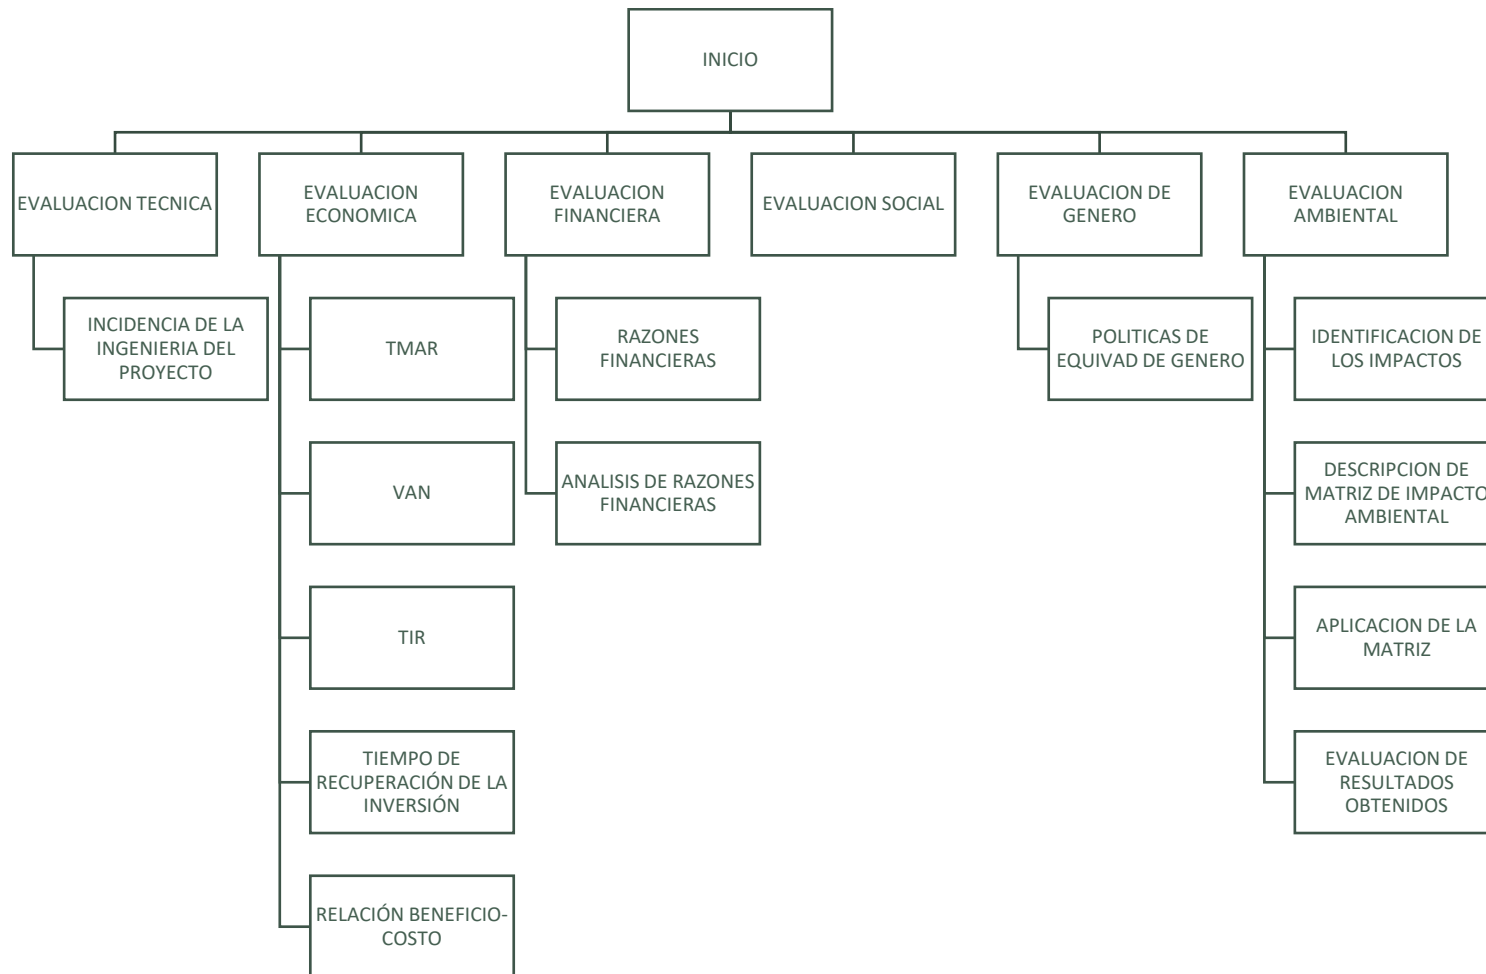 INICIO
EVALUACION TECNICA
EVALUACION
ECONOMICA
EVALUACION
FINANCIERA
EVALUACION SOCIAL
EVALUACION DE
GENERO
EVALUACION
AMBIENTAL
INCIDENCIA DE LA
INGENIERIA DEL
PROYECTO
TMAR
VAN
TIR
TIEMPO DE
RECUPERACIÓN DE LA
INVERSIÓN
RELACIÓN BENEFICIO-
COSTO
RAZONES
FINANCIERAS
ANALISIS DE RAZONES
FINANCIERAS
POLITICAS DE
EQUIVAD DE GENERO
IDENTIFICACION DE
LOS IMPACTOS
DESCRIPCION DE
MATRIZ DE IMPACTO
AMBIENTAL
APLICACION DE LA
MATRIZ
EVALUACION DE
RESULTADOS
OBTENIDOS